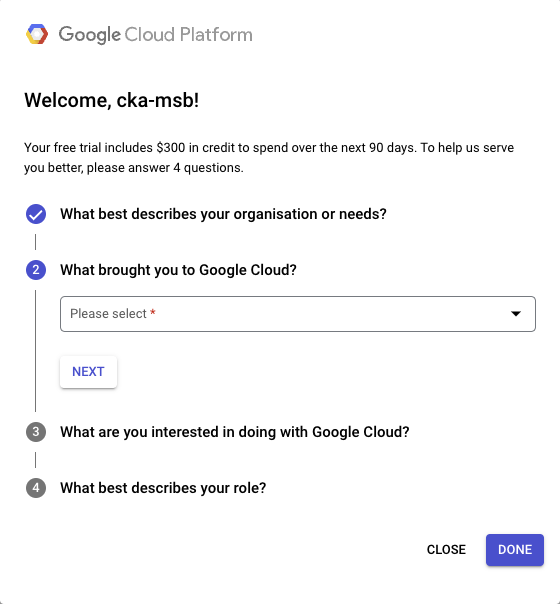 Google Cloud Platform
Welcome, cka-msb!
Your free trial includes $300 in credit to spend over the next 90 days. To help us serve
you better, please answer 4 questions.
What best describes your organisation or needs?
2 What brought you to Google Cloud?
Please select *
NEXT
3 What are you interested in doing with Google Cloud?
4 What best describes your role?
CLOSE DONE